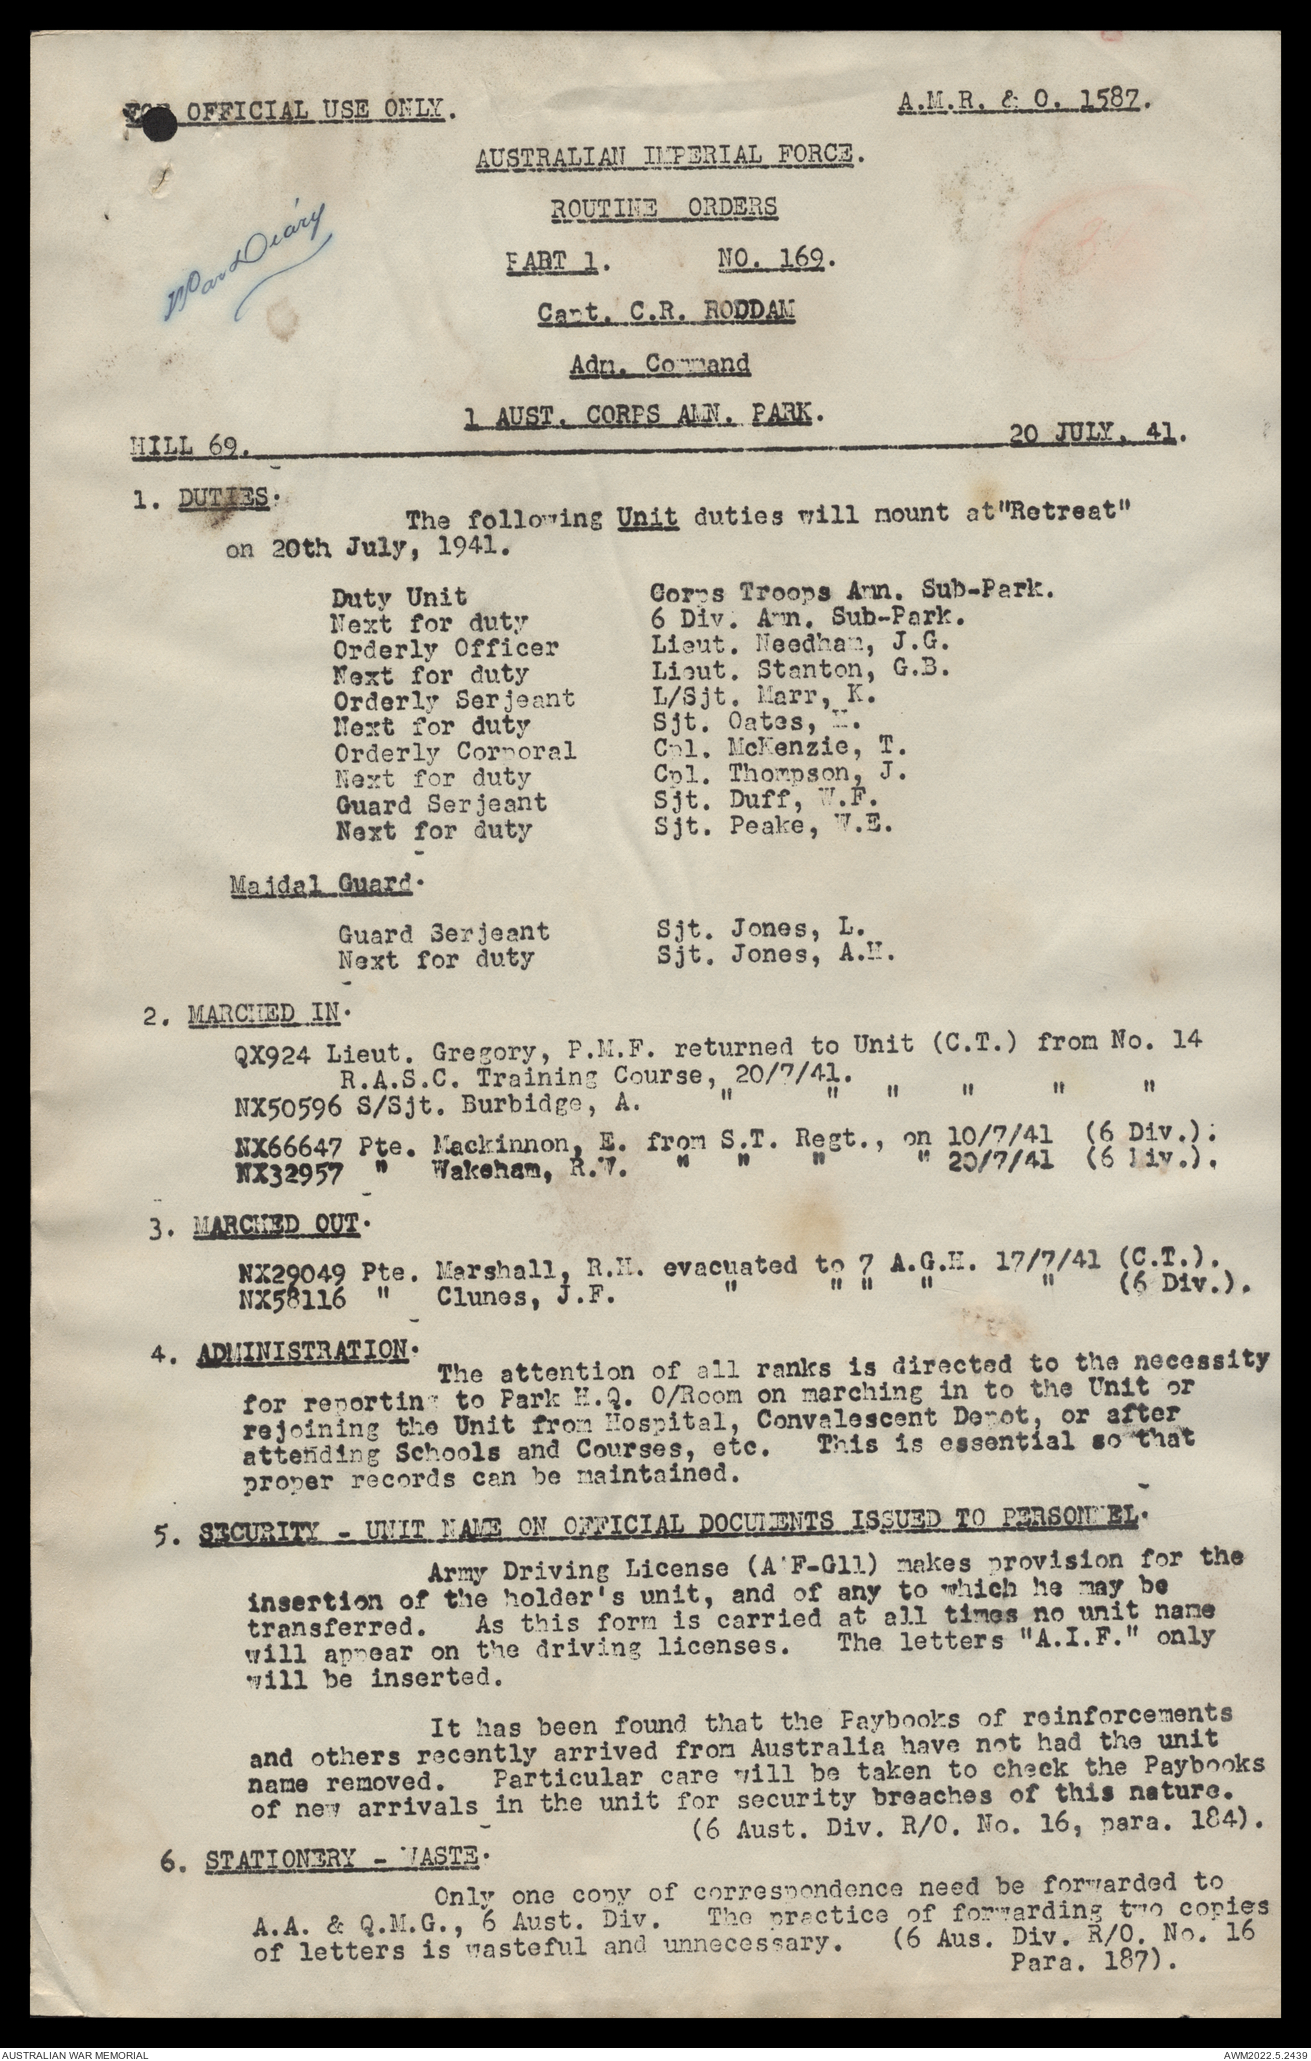 FOR OFFICIAL USE ONLY.
A.M.R. & O. 1587.
AUSTRALIAN IMPERIAL FORCE.
ROUTINE ORDERS
PART 1. NO. 169.
War Diary
Capt. C.R. RODDAM
Adm. Command
1 AUST. CORPS AMN. PARK.
HILL 69. 20 JULY, 41.
1. DUTIES.
The following Unit duties will mount at "Retreat"
on 20th July, 1941.
Duty Unit Corps Troops Amn. Sub-Park.
Next for duty 6 Div. Amn. Sub-Park.
Orderly Officer Lieut. Needham, J.G.
Next for duty Lieut. Stanton, G.B.
Orderly Serjeant L/Sjt. Marr, K.
Next for duty Sjt. Oates,
Orderly Corporal Cpl. McKenzie, T.
Next for duty Cpl. Thompson, J.
Guard Serjeant Sjt. Duff, W.F.
Next for duty Sjt. Peake, W.E.
Majdal Guard.
Guard Serjeant Sjt. Jones, L.
Next for duty Sjt. Jones,
2. MARCHED IN.
QX924 Lieut. Gregory, P.M.F. returned to Unit (C.T.) from No. 14
R.A.S.C. Training Course, 20/7/41.
NX50596 S/Sjt. Burbidge, A. " " " " " "
NX66647 Pte. Mackinnon, E. from S.T. Regt., on 10/7/41 (6 Div.).
NX32957 " Wakeham, R.W. " " " " 20/7/41 (6 Div.).
3. MARCHED OUT.
NX29049 Pte. Marshall, R.H. evacuated to 7 A.G.H. 17/7/41 (C.T.).
NX58116 " Clunes, J.F. " " " " " (6 Div.).
4. ADMINISTRATION.
The attention of all ranks is directed to the necessity
for reporting to Park H.Q. O/Room on marching in to the Unit or
rejoining the Unit from Hospital, Convalescent Depot, or after
attending Schools and Courses, etc. This is essential so that
proper records can be maintained.
5. SECURITY - UNIT NAME ON OFFICIAL DOCUMENTS ISSUED TO PERSONNEL.
Army Driving License (A F-G11) makes provision for the
insertion of the holder's unit, and of any to which he may be
transferred. As this form is carried at all times no unit name
will appear on the driving licenses. The letters "A.I.F." only
will be inserted.
It has been found that the Paybooks of reinforcements
and others recently arrived from Australia have not had the unit
name removed. Particular care will be taken to check the Paybooks
of new arrivals in the unit for security breaches of this nature.
(6 Aust. Div. R/O. No. 16, para. 184).
6. STATIONERY - WASTE.
Only one copy of correspondence need be forwarded to
A.A. & Q.M.G., 6 Aust. Div. The practice of forwarding two copies
of letters is wasteful and unnecessary. (6 Aus. Div. R/O. No. 16
Para. 187).
AUSTRALIAN WAR MEMORIAL
AWM2022.5.2439